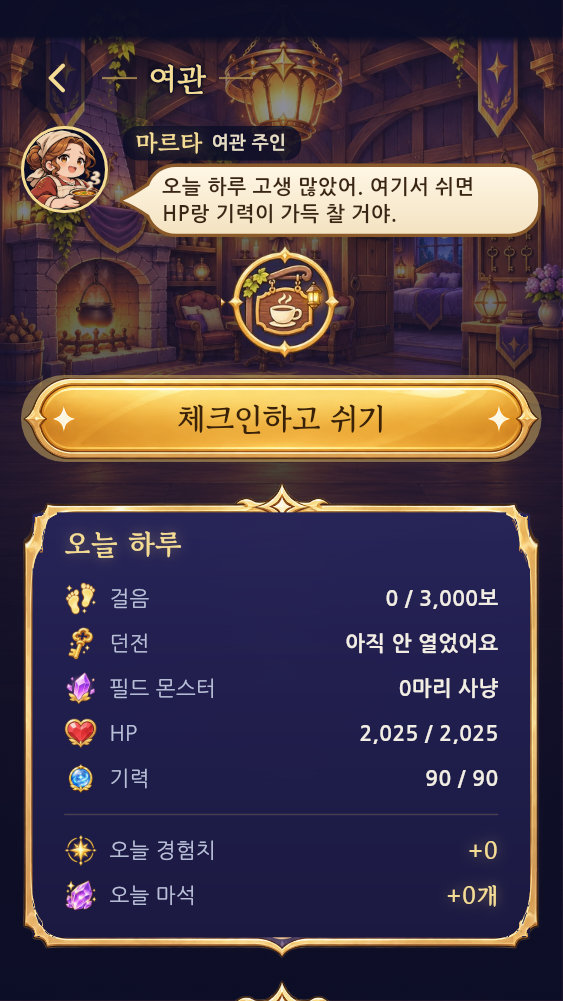 여관
마르타 여관 주인
오늘 하루 고생 많았어. 여기서 쉬면
HP랑 기력이 가득 찰 거야.
체크인하고 쉬기
오늘 하루
걸음 0 / 3,000보
던전 아직 안 열었어요
필드 몬스터 0마리 사냥
HP 2,025 / 2,025
기력 90 / 90
오늘 경험치 +0
오늘 마석 +0개